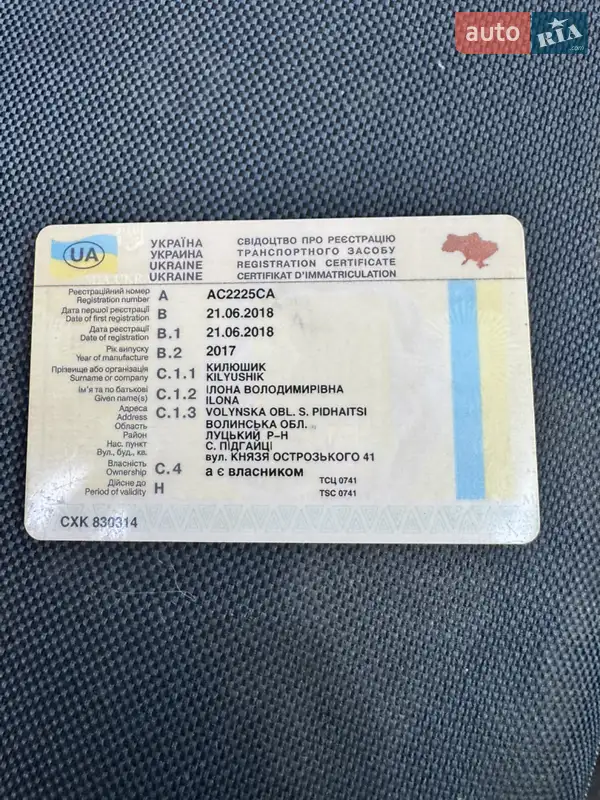 auto RIA .com
UA
УКРАЇНА
УКРАИНА
UKRAINE
UKRAINE
СВІДОЦТВО ПРО РЕЄСТРАЦІЮ
ТРАНСПОРТНОГО ЗАСОБУ
REGISTRATION CERTIFICATE
CERTIFIKAT D'IMMATRICULATION
Реєстраційний номер
Registration number A AC2225CA
Дата першої реєстрації
Date of first registration B 21.06.2018
Дата реєстрації
Date of registration B.1 21.06.2018
Рік випуску
Year of manufacture B.2 2017
Прізвище або організація КИЛЮШИК
Surname or company C.1.1 KILYUSHIK
Ім'я та по батькові ІЛОНА ВОЛОДИМИРІВНА
Given name(s) C.1.2 ILONA
Адреса
Address C.1.3 VOLYNSKA OBL. S. PIDHAITSI
Область ВОЛИНСЬКА ОБЛ.
Район ЛУЦЬКИЙ Р-Н
Нас. пункт С. ПІДГАЙЦІ
Вул., буд., кв. вул. КНЯЗЯ ОСТРОЗЬКОГО 41
Власність
Ownership C.4 а є власником
Дійсне до ТСЦ 0741
Period of validity H TSC 0741
СХК 830314